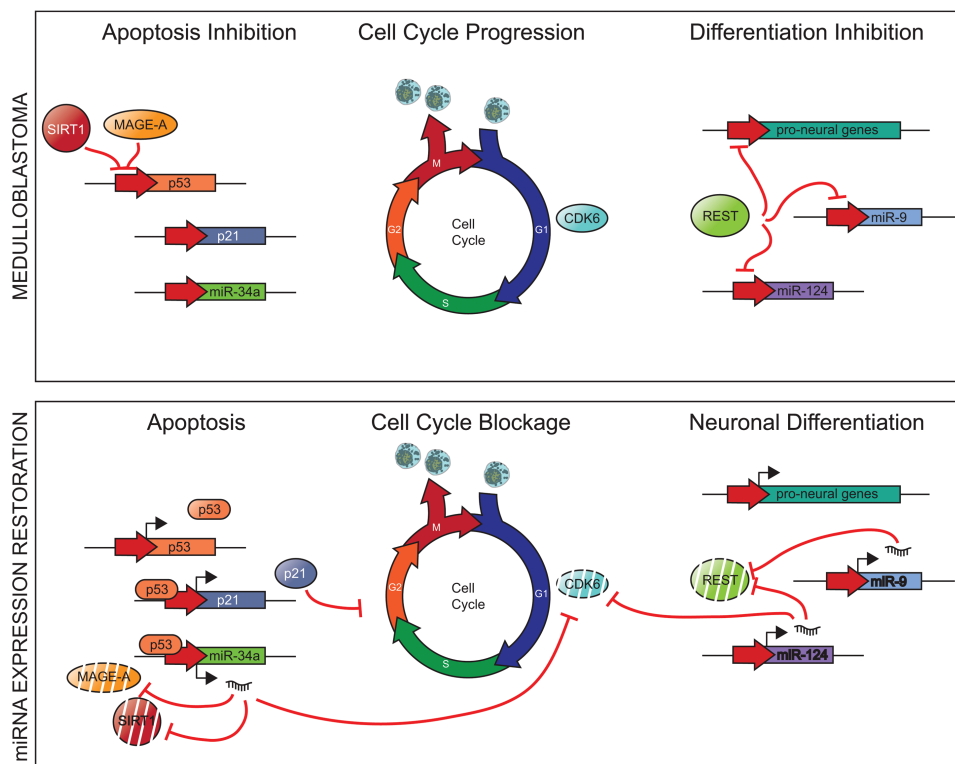 MEDULLOBLASTOMA
Apoptosis Inhibition
Cell Cycle Progression
Differentiation Inhibition
SIRT1
MAGE-A
p53
p21
miR-34a
M
G1
S
G2
Cell
Cycle
CDK6
pro-neural genes
REST
miR-9
miR-124
miRNA EXPRESSION RESTORATION
Apoptosis
Cell Cycle Blockage
Neuronal Differentiation
p53
p53
p53
p21
p21
p53
miR-34a
MAGE-A
SIRT1
M
G1
S
G2
Cell
Cycle
CDK6
pro-neural genes
REST
miR-9
miR-124